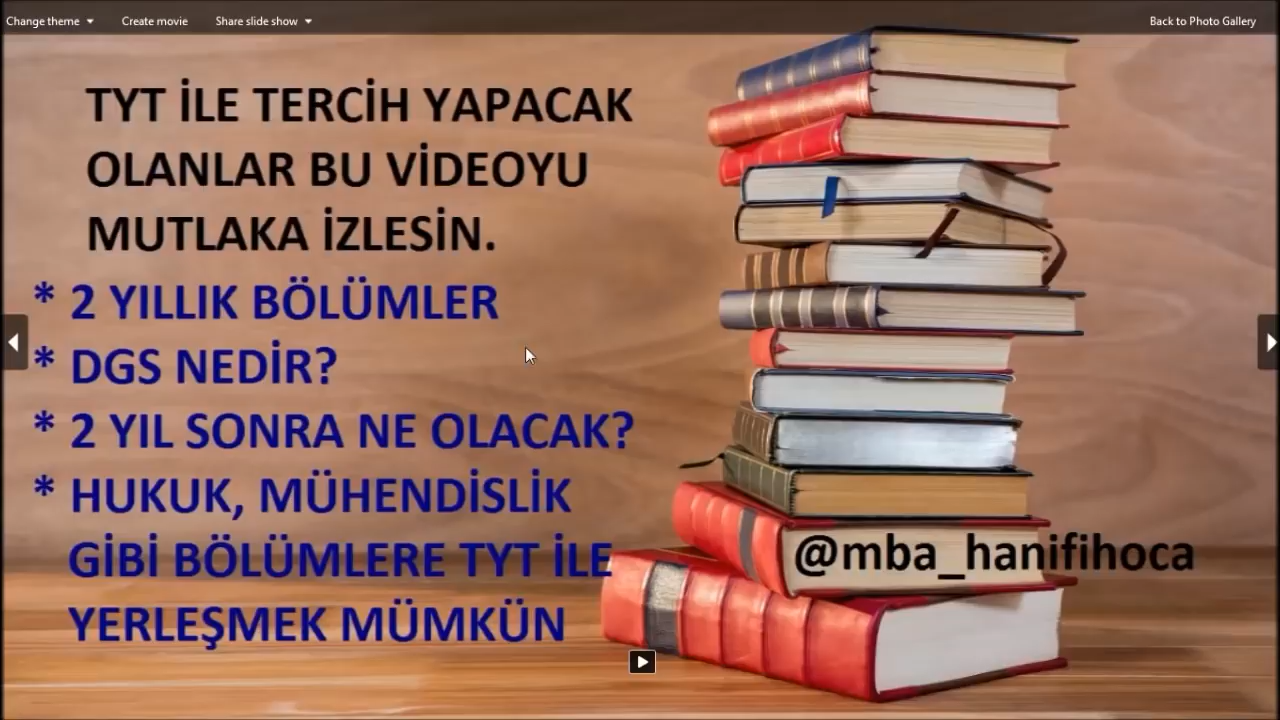 Change theme
Create movie
Share slide show
Back to Photo Gallery
TYT İLE TERCİH YAPACAK
OLANLAR BU VİDEOYU
MUTLAKA İZLESİN.
* 2 YILLIK BÖLÜMLER
* DGS NEDİR?
* 2 YIL SONRA NE OLACAK?
* HUKUK, MÜHENDİSLİK
GİBİ BÖLÜMLERE TYT İLE
YERLEŞMEK MÜMKÜN
@mba_hanifihoca